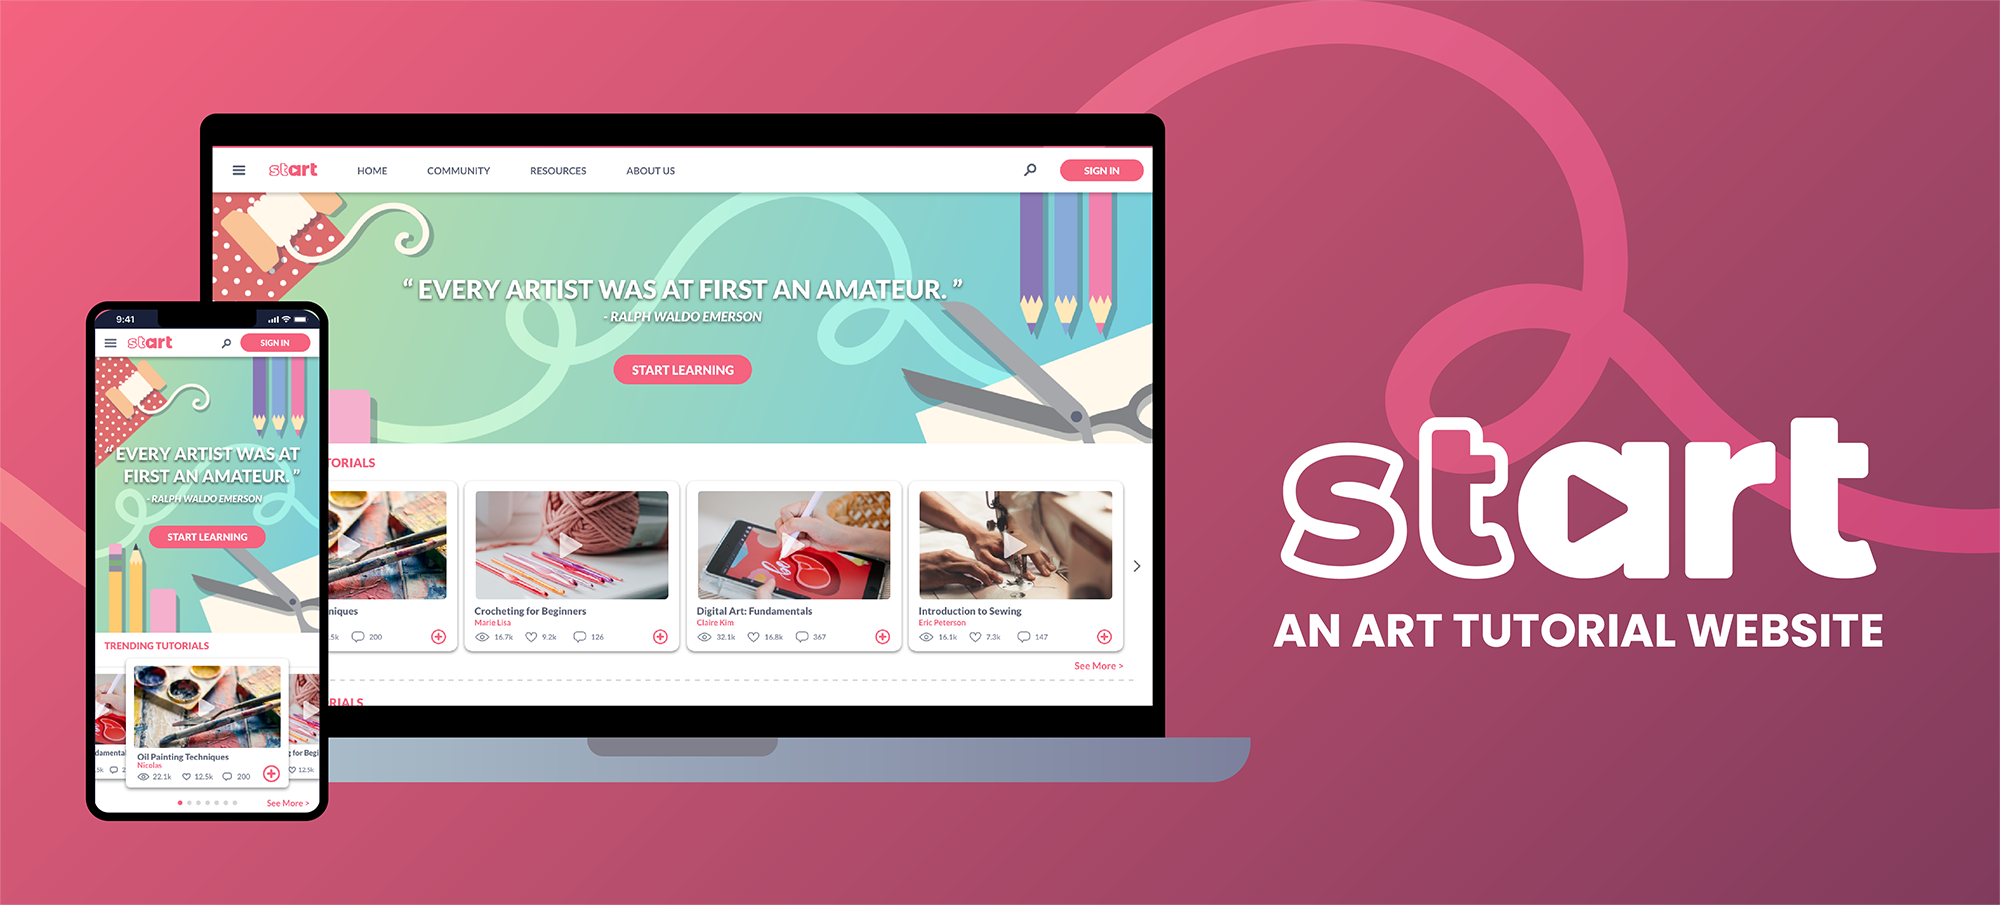 start
HOME
COMMUNITY
RESOURCES
ABOUT US
SIGN IN
“ EVERY ARTIST WAS AT FIRST AN AMATEUR. ”
- RALPH WALDO EMERSON
START LEARNING
TORIALS
niques
.5k 200
Crocheting for Beginners
Marie Lisa
16.7k 9.2k 126
Digital Art: Fundamentals
Claire Kim
32.1k 16.8k 367
Introduction to Sewing
Eric Peterson
16.1k 7.3k 147
See More >
RIALS
9:41
start
SIGN IN
“ EVERY ARTIST WAS AT
FIRST AN AMATEUR. ”
- RALPH WALDO EMERSON
START LEARNING
TRENDING TUTORIALS
damental
5k 2
Oil Painting Techniques
Nicolas
22.1k 12.5k 200
g for Begi
12.5k
See More >
start
AN ART TUTORIAL WEBSITE